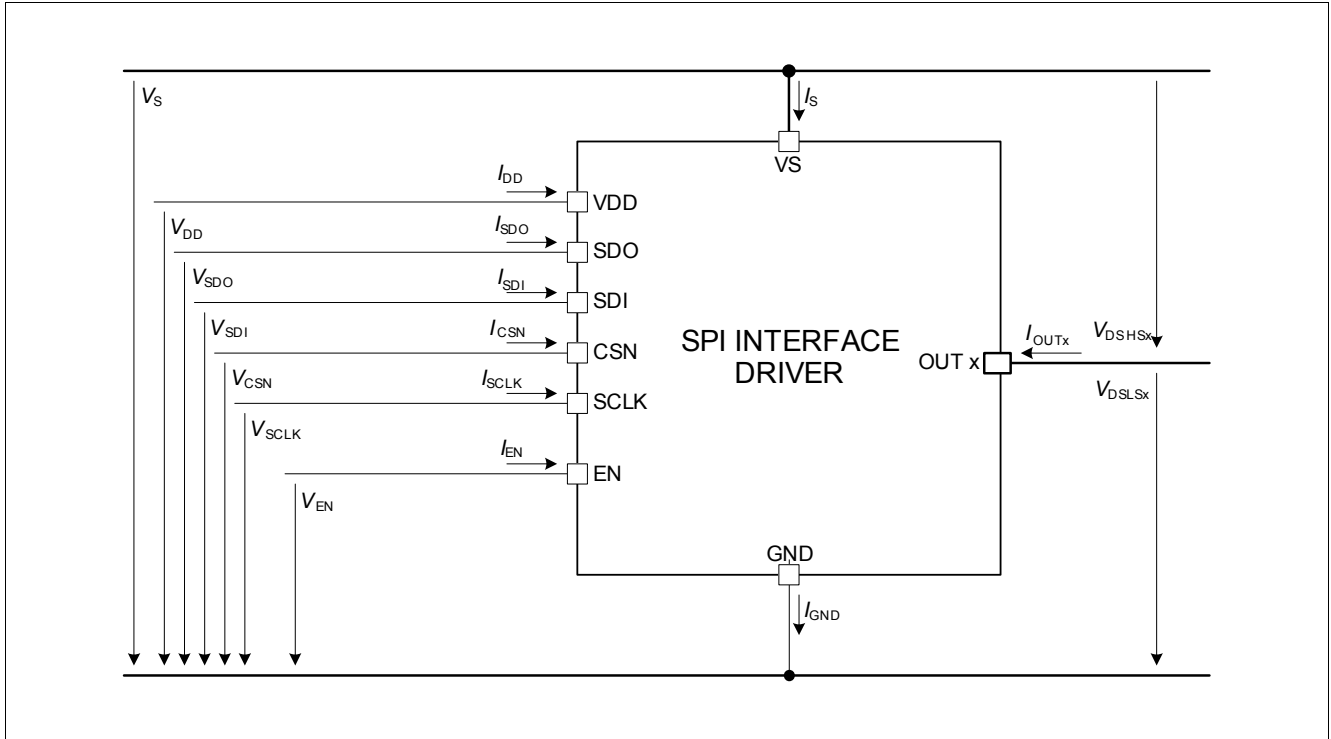 VS
IS
VS
IDD
VDD
VDD
ISDO
SDO
VSDO
ISDI
SDI
VSDI
ICSN
CSN
VCSN
ISCLK
SCLK
VSCLK
IEN
EN
VEN
SPI INTERFACE
DRIVER
OUT x
IOUTx
VDSHSx
VDSLSx
GND
IGND